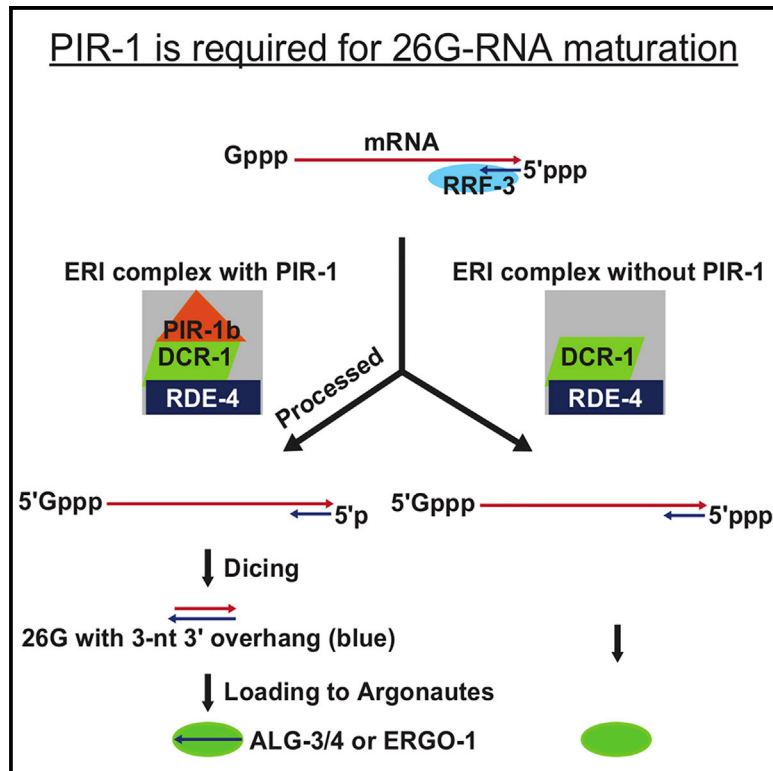 PIR-1 is required for 26G-RNA maturation
Gppp
mRNA
RRF-3
5'ppp
ERI complex with PIR-1
PIR-1b
DCR-1
RDE-4
ERI complex without PIR-1
DCR-1
RDE-4
Processed
5'Gppp
5'p
5'Gppp
5'ppp
Dicing
26G with 3-nt 3' overhang (blue)
Loading to Argonautes
ALG-3/4 or ERGO-1